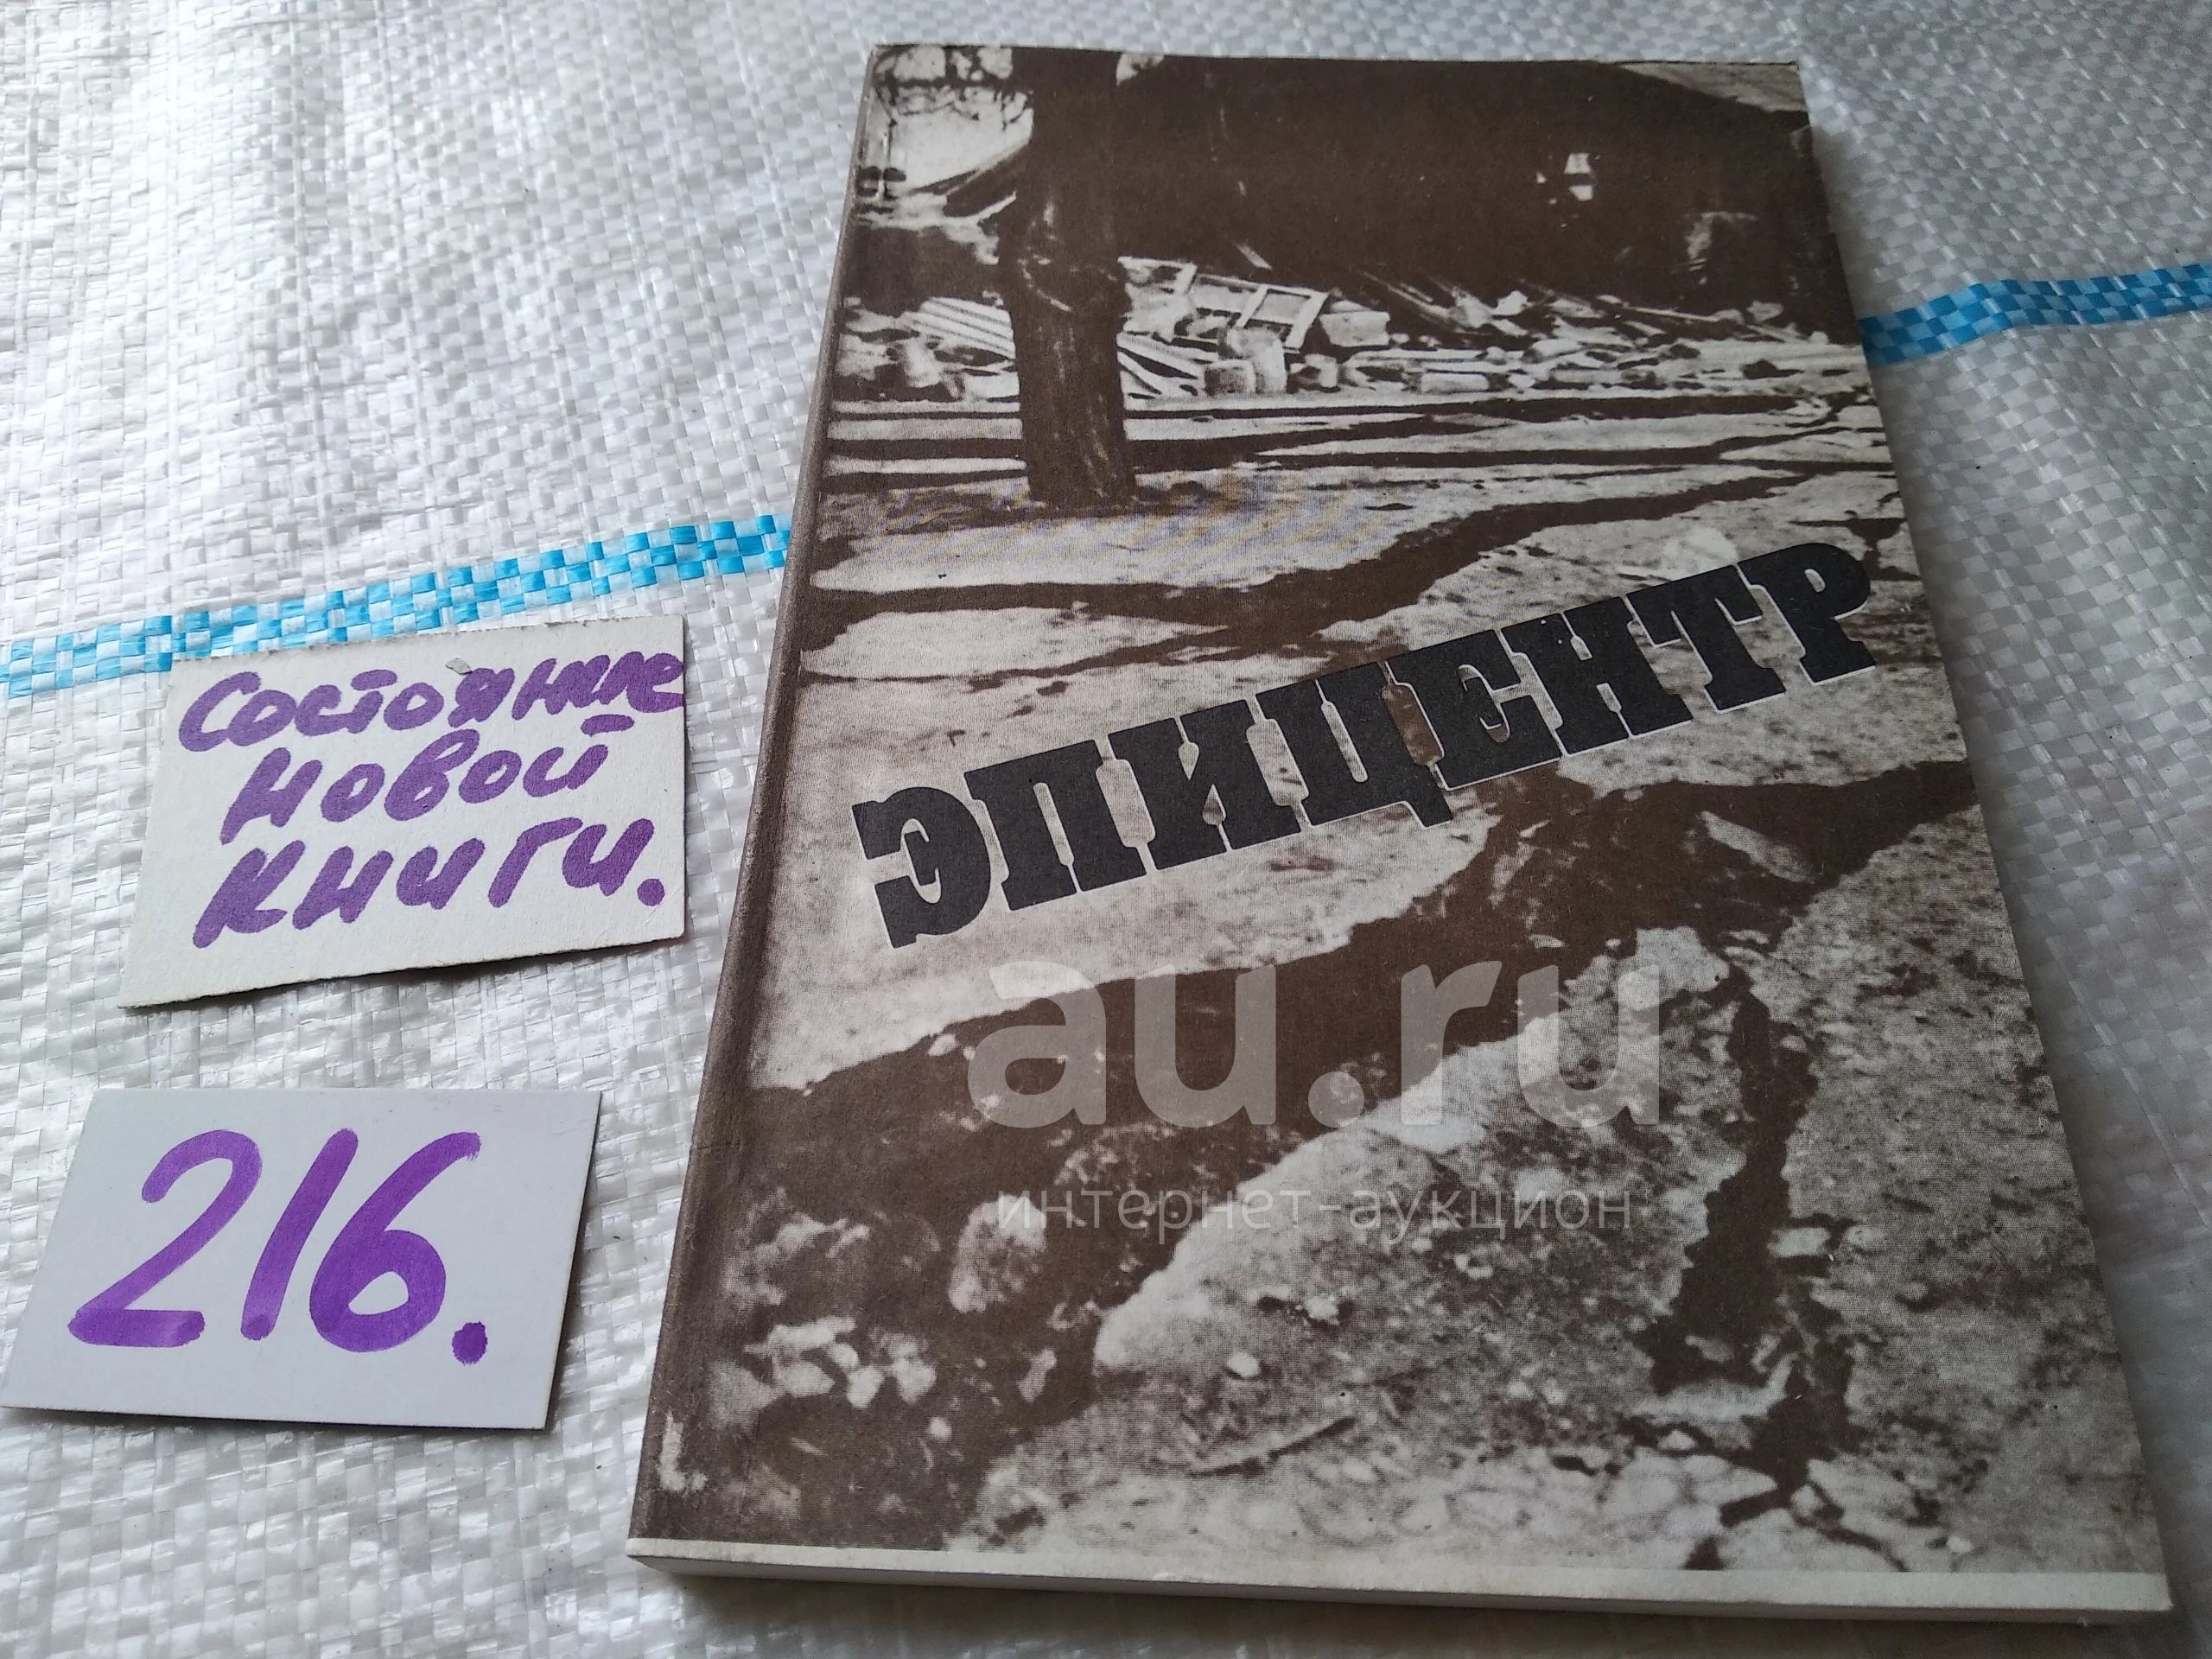 Состояние
новой
книги.
216.
ЭПИЦЕНТР
au.ru
интернет-аукцион